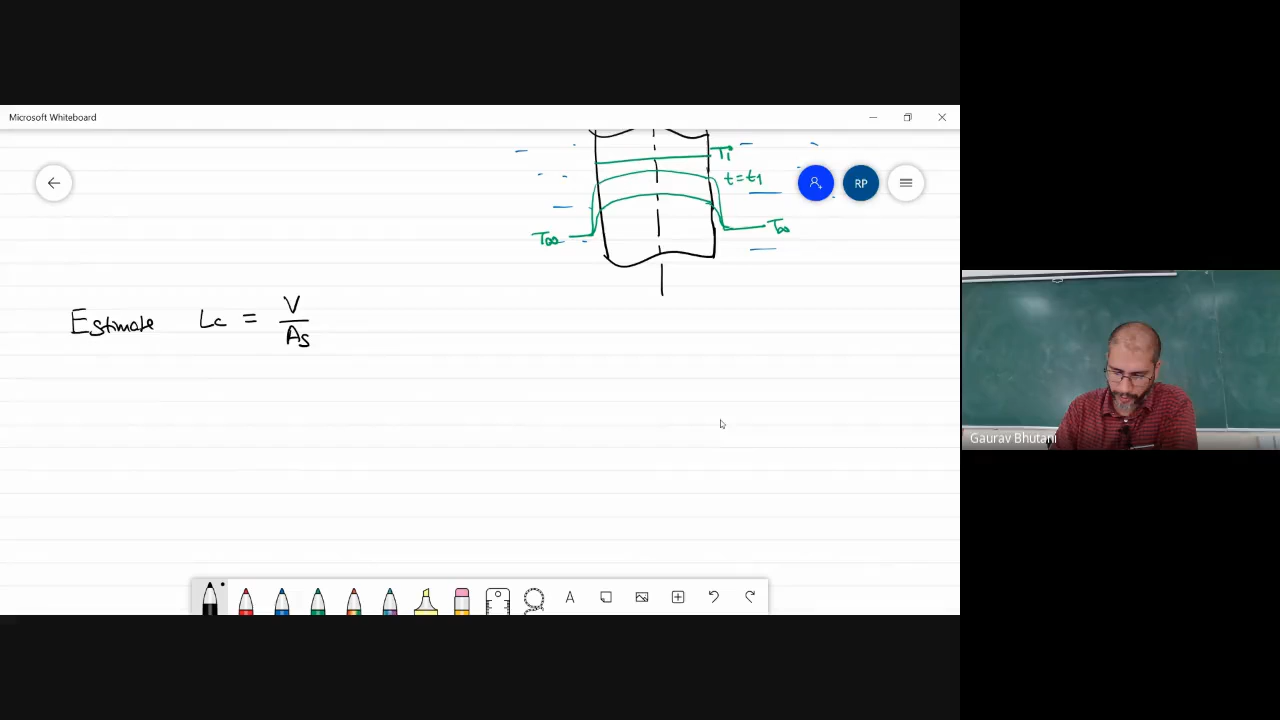 Microsoft Whiteboard
Ti
t=t1
RP
T∞
T∞
Estimate Lc = V
As
Gaurav Bhutani
A